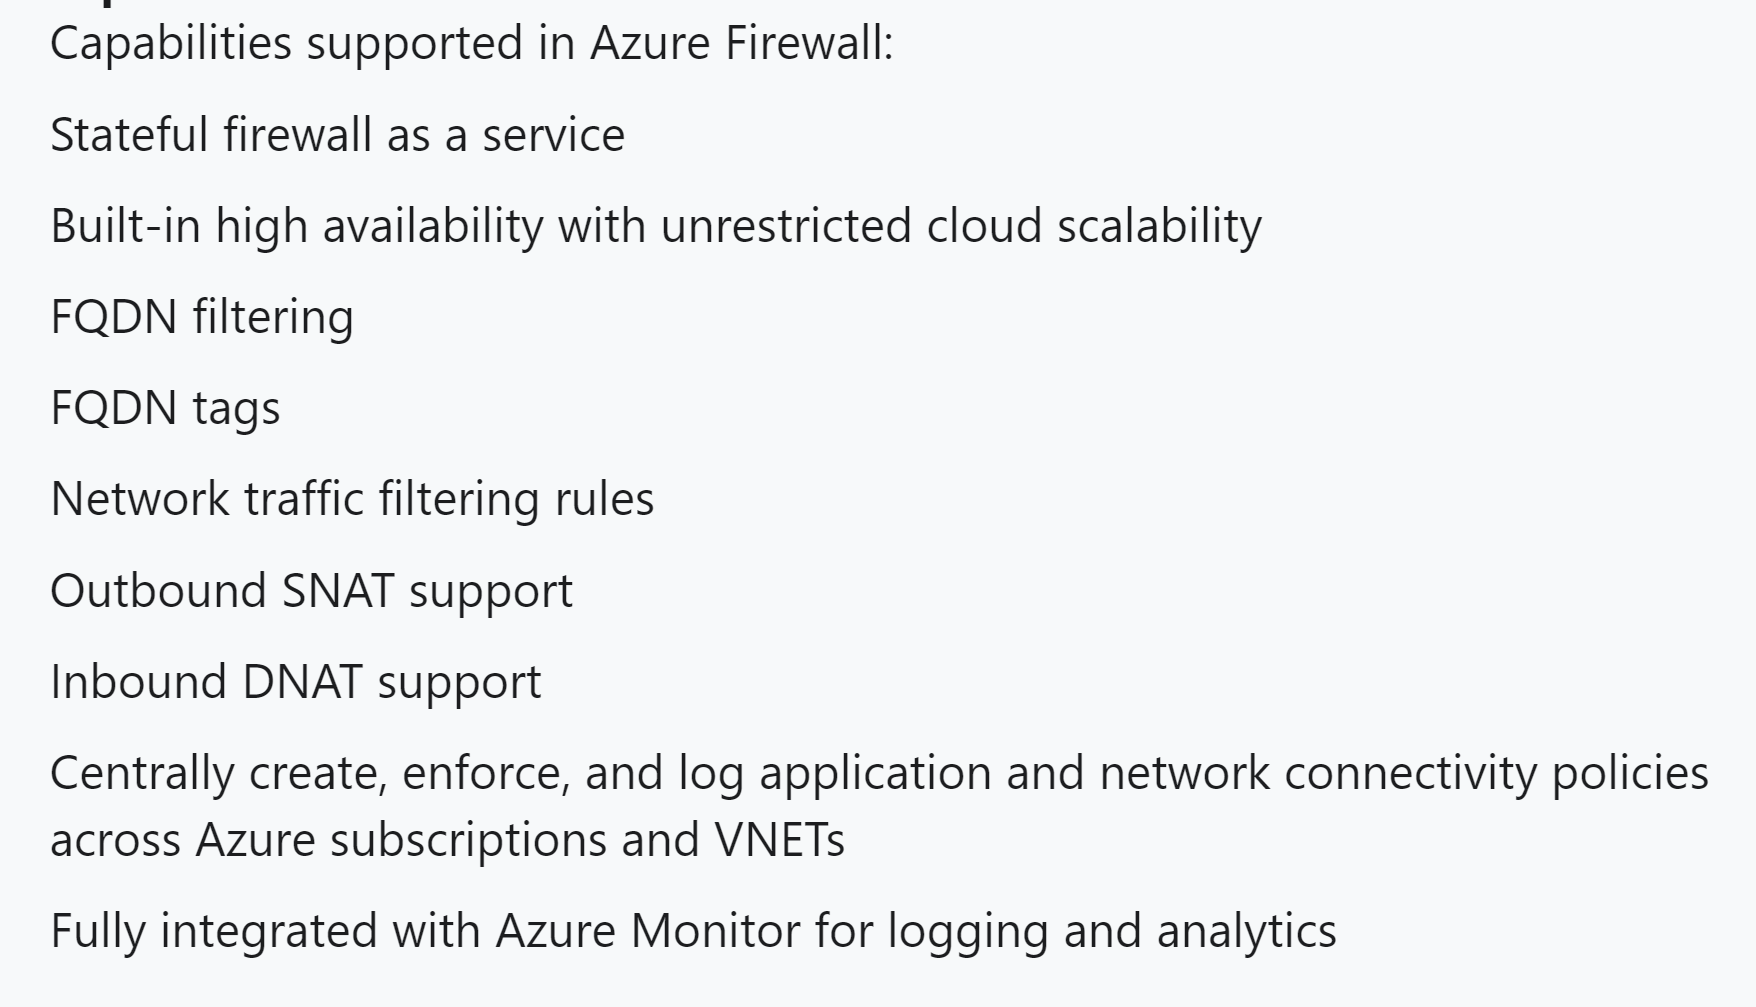 Capabilities supported in Azure Firewall:
Stateful firewall as a service
Built-in high availability with unrestricted cloud scalability
FQDN filtering
FQDN tags
Network traffic filtering rules
Outbound SNAT support
Inbound DNAT support
Centrally create, enforce, and log application and network connectivity policies
across Azure subscriptions and VNETs
Fully integrated with Azure Monitor for logging and analytics